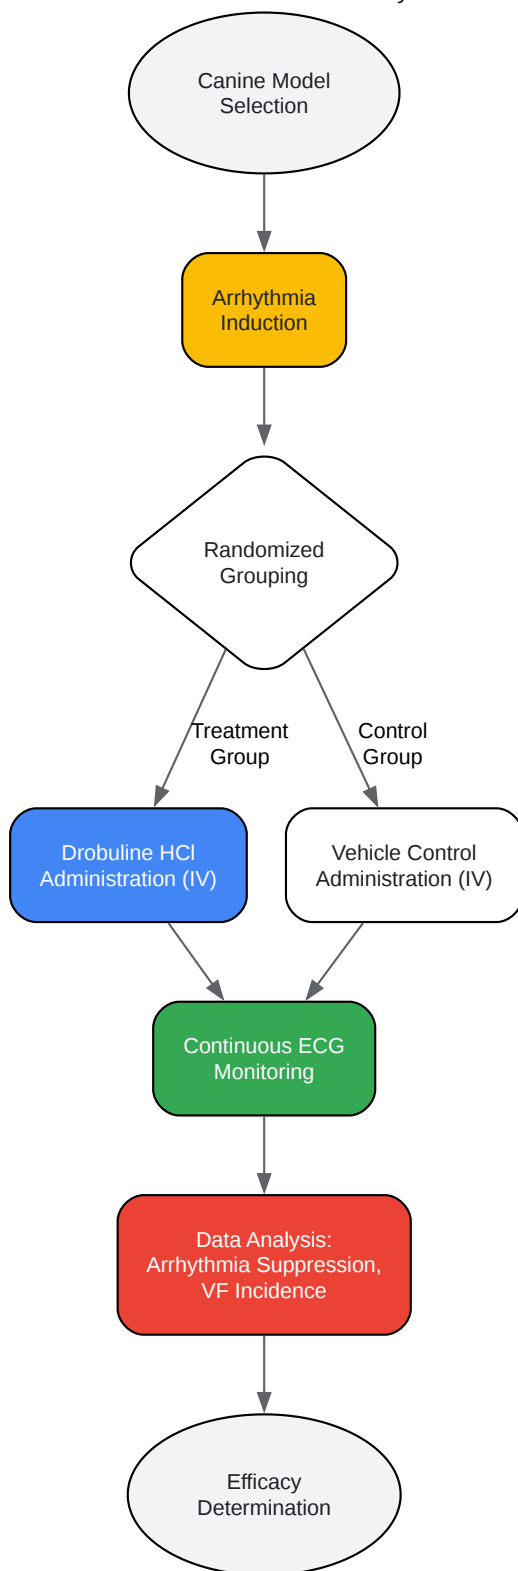 Canine Model
Selection
Arrhythmia
Induction
Randomized
Grouping
Treatment
Group
Control
Group
Drobuline HCl
Administration (IV)
Vehicle Control
Administration (IV)
Continuous ECG
Monitoring
Data Analysis:
Arrhythmia Suppression,
VF Incidence
Efficacy
Determination